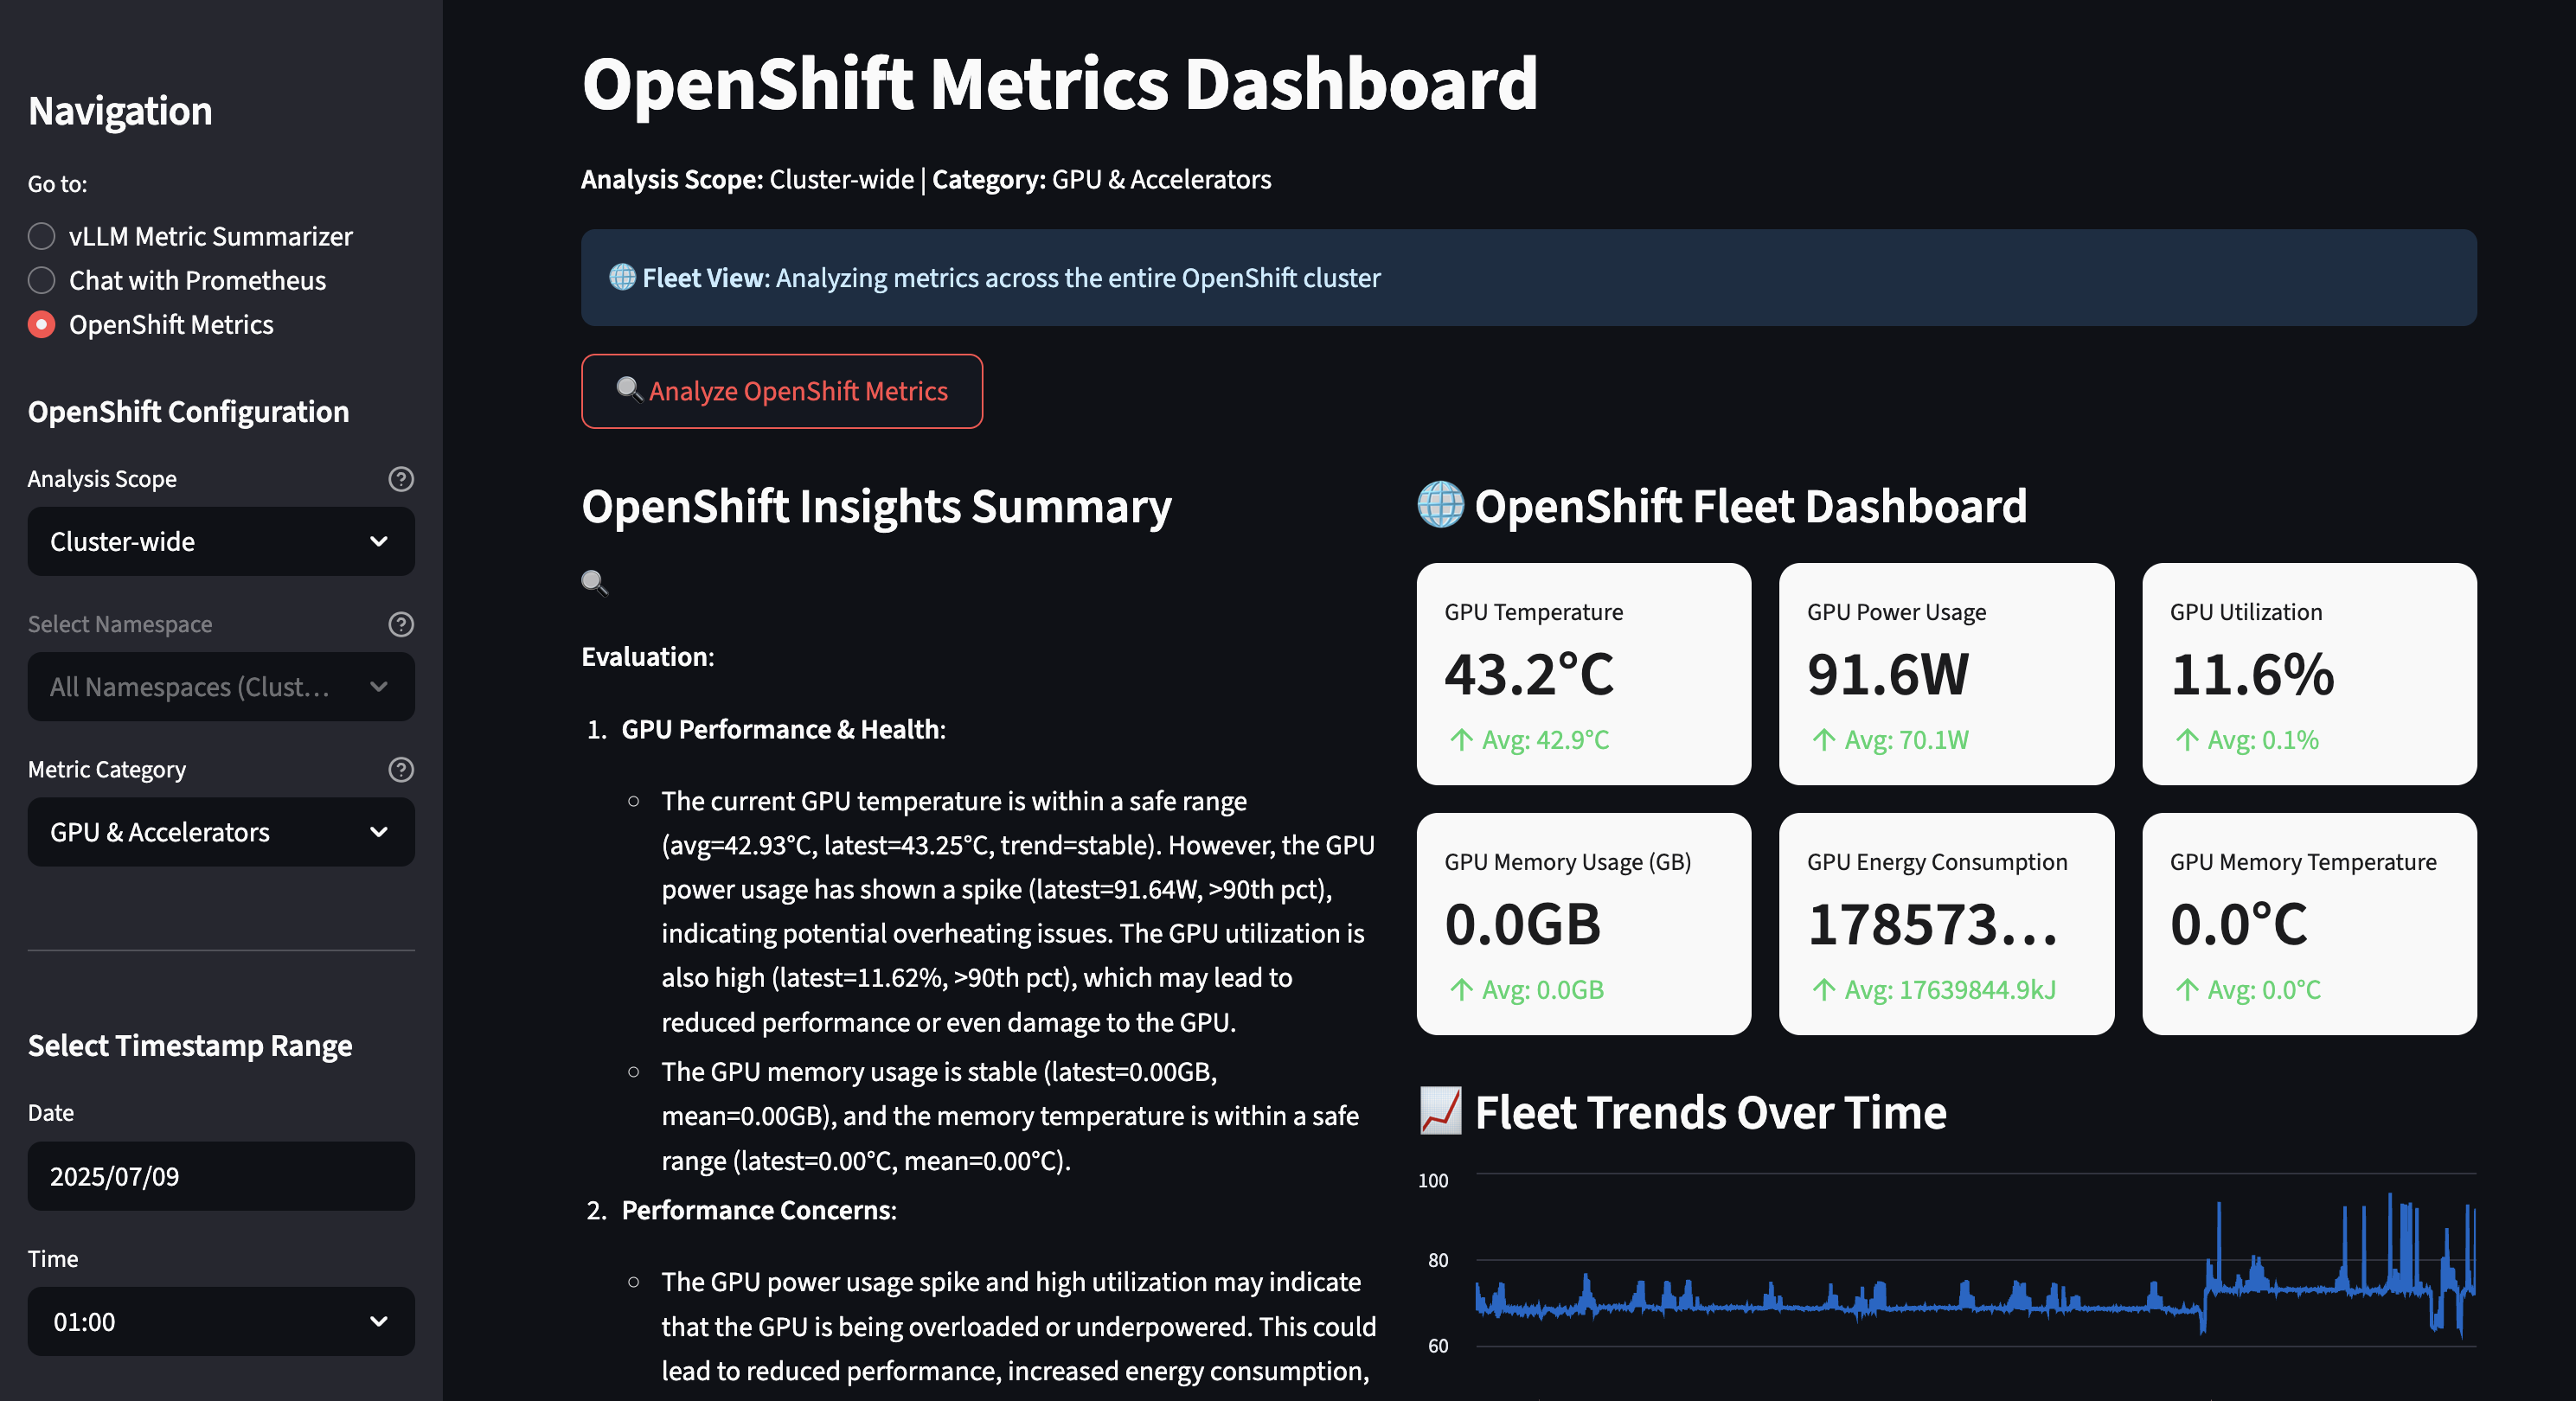 Navigation
Go to:
vLLM Metric Summarizer
Chat with Prometheus
OpenShift Metrics
OpenShift Configuration
Analysis Scope
Cluster-wide
Select Namespace
All Namespaces (Clust...
Metric Category
GPU & Accelerators
Select Timestamp Range
Date
2025/07/09
Time
01:00
OpenShift Metrics Dashboard
Analysis Scope: Cluster-wide | Category: GPU & Accelerators
Fleet View: Analyzing metrics across the entire OpenShift cluster
Analyze OpenShift Metrics
OpenShift Insights Summary
Evaluation:
1. GPU Performance & Health:
The current GPU temperature is within a safe range
(avg=42.93°C, latest=43.25°C, trend=stable). However, the GPU
power usage has shown a spike (latest=91.64W, >90th pct),
indicating potential overheating issues. The GPU utilization is
also high (latest=11.62%, >90th pct), which may lead to
reduced performance or even damage to the GPU.
The GPU memory usage is stable (latest=0.00GB,
mean=0.00GB), and the memory temperature is within a safe
range (latest=0.00°C, mean=0.00°C).
2. Performance Concerns:
The GPU power usage spike and high utilization may indicate
that the GPU is being overloaded or underpowered. This could
lead to reduced performance, increased energy consumption,
OpenShift Fleet Dashboard
GPU Temperature
43.2°C
Avg: 42.9°C
GPU Power Usage
91.6W
Avg: 70.1W
GPU Utilization
11.6%
Avg: 0.1%
GPU Memory Usage (GB)
0.0GB
Avg: 0.0GB
GPU Energy Consumption
178573...
Avg: 17639844.9kJ
GPU Memory Temperature
0.0°C
Avg: 0.0°C
Fleet Trends Over Time
100
80
60